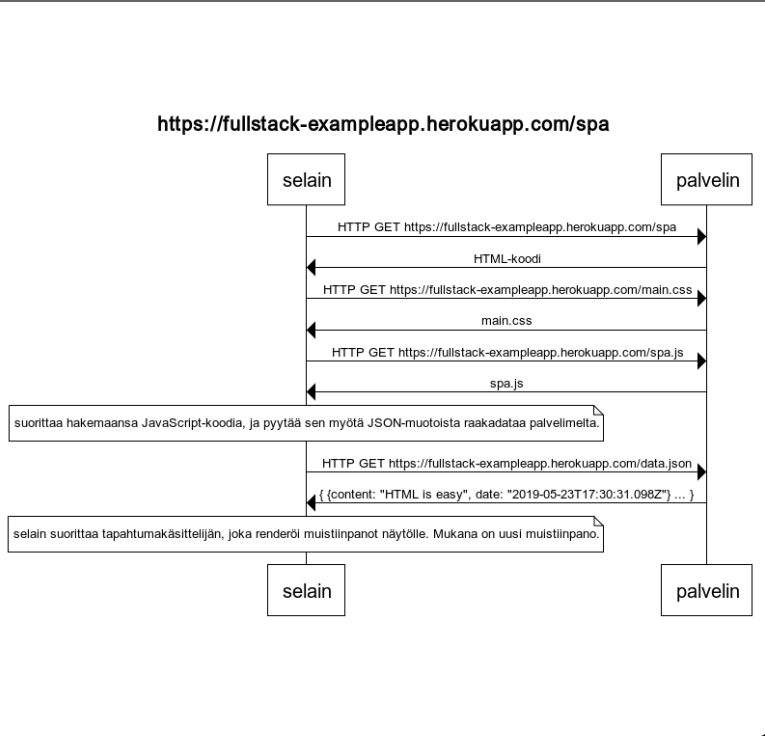 https://fullstack-exampleapp.herokuapp.com/spa
selain palvelin
HTTP GET https://fullstack-exampleapp.herokuapp.com/spa
HTML-koodi
HTTP GET https://fullstack-exampleapp.herokuapp.com/main.css
main.css
HTTP GET https://fullstack-exampleapp.herokuapp.com/spa.js
spa.js
suorittaa hakemaansa JavaScript-koodia, ja pyytää sen myötä JSON-muotoista raakadataa palvelimelta.
HTTP GET https://fullstack-exampleapp.herokuapp.com/data.json
{ {content: "HTML is easy", date: "2019-05-23T17:30:31.098Z"} ... }
selain suorittaa tapahtumakäsittelijän, joka renderöi muistiinpanot näytölle. Mukana on uusi muistiinpano.
selain palvelin